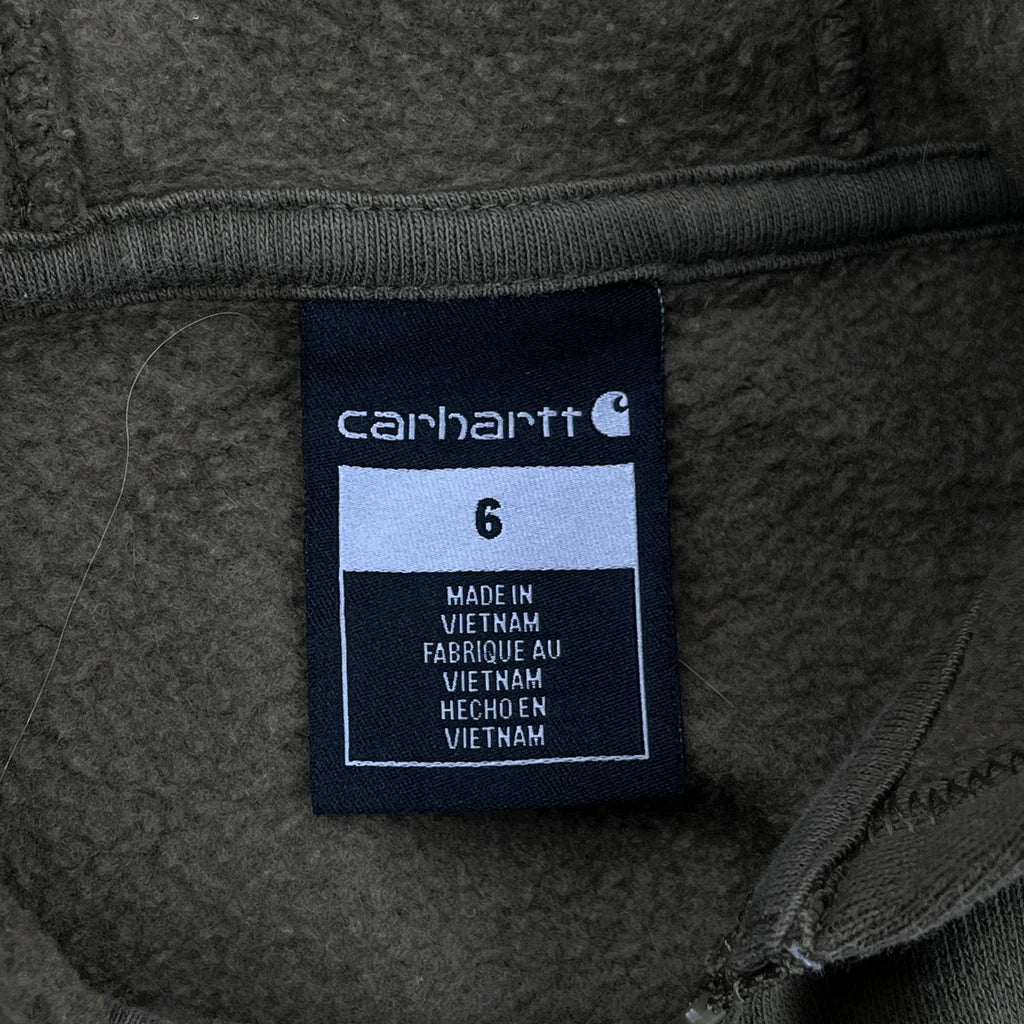 carhartt
6
MADE IN
VIETNAM
FABRIQUE AU
VIETNAM
HECHO EN
VIETNAM